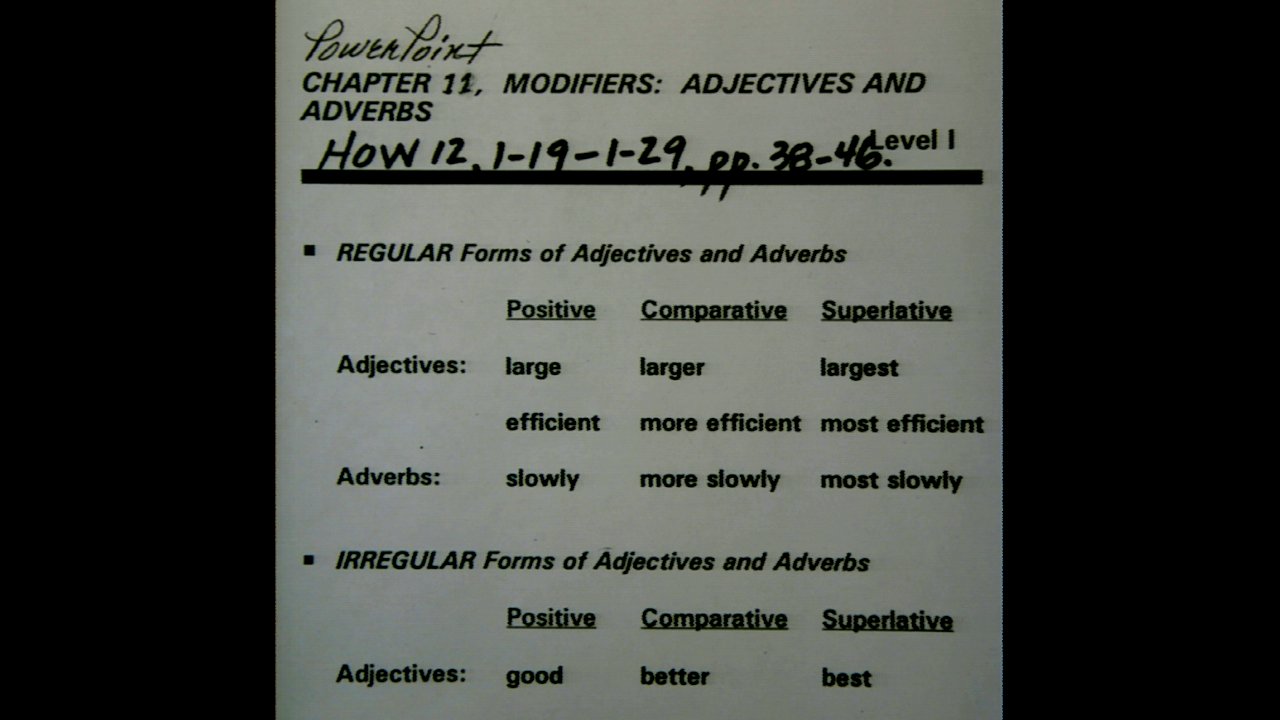 PowerPoint
CHAPTER 11, MODIFIERS: ADJECTIVES AND
ADVERBS
Level I
HOW 12, 1-19-1-29, pp. 38-46.
■ REGULAR Forms of Adjectives and Adverbs
Positive Comparative Superlative
Adjectives: large larger largest
efficient more efficient most efficient
Adverbs: slowly more slowly most slowly
■ IRREGULAR Forms of Adjectives and Adverbs
Positive Comparative Superlative
Adjectives: good better best